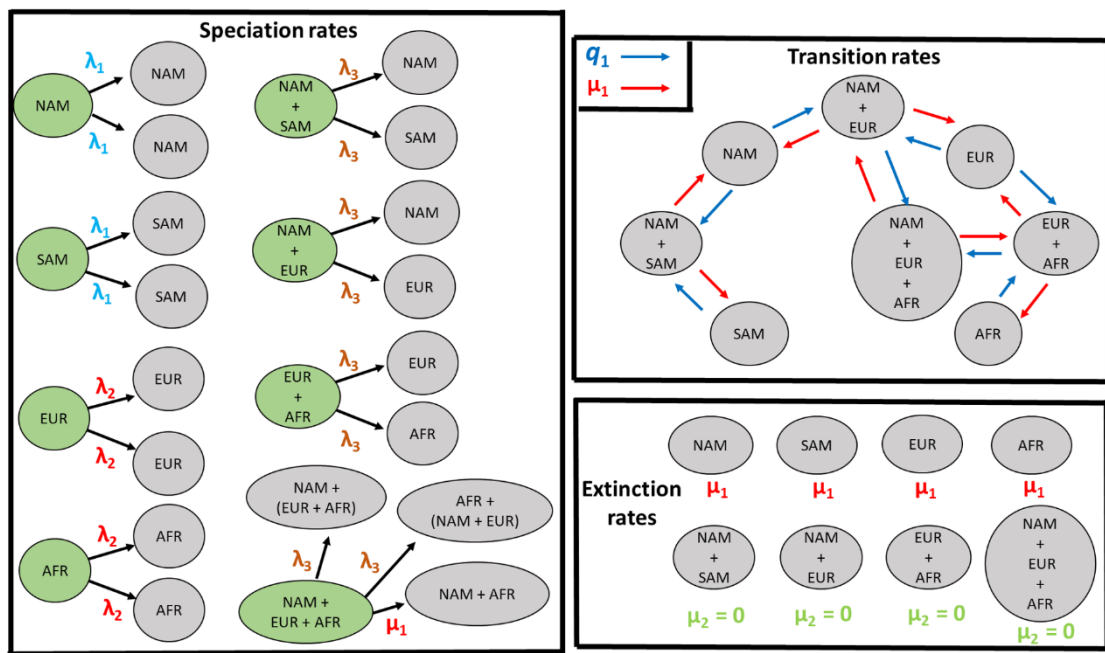 Speciation rates
λ1
NAM
NAM
λ1
NAM
λ1
SAM
SAM
λ1
SAM
λ2
EUR
EUR
λ2
EUR
λ2
AFR
AFR
λ2
AFR
λ3
NAM
NAM
+
SAM
λ3
SAM
λ3
NAM
NAM
+
EUR
λ3
EUR
λ3
EUR
EUR
+
AFR
λ3
AFR
NAM +
(EUR + AFR)
AFR +
(NAM + EUR)
λ3
λ3
NAM +
EUR + AFR
μ1
NAM + AFR
q1
μ1
Transition rates
NAM
+
EUR
NAM
EUR
NAM
+
SAM
NAM
+
EUR
+
AFR
EUR
+
AFR
SAM
AFR
Extinction
rates
NAM
μ1
SAM
μ1
EUR
μ1
AFR
μ1
NAM
+
SAM
μ2 = 0
NAM
+
EUR
μ2 = 0
EUR
+
AFR
μ2 = 0
NAM
+
EUR
+
AFR
μ2 = 0